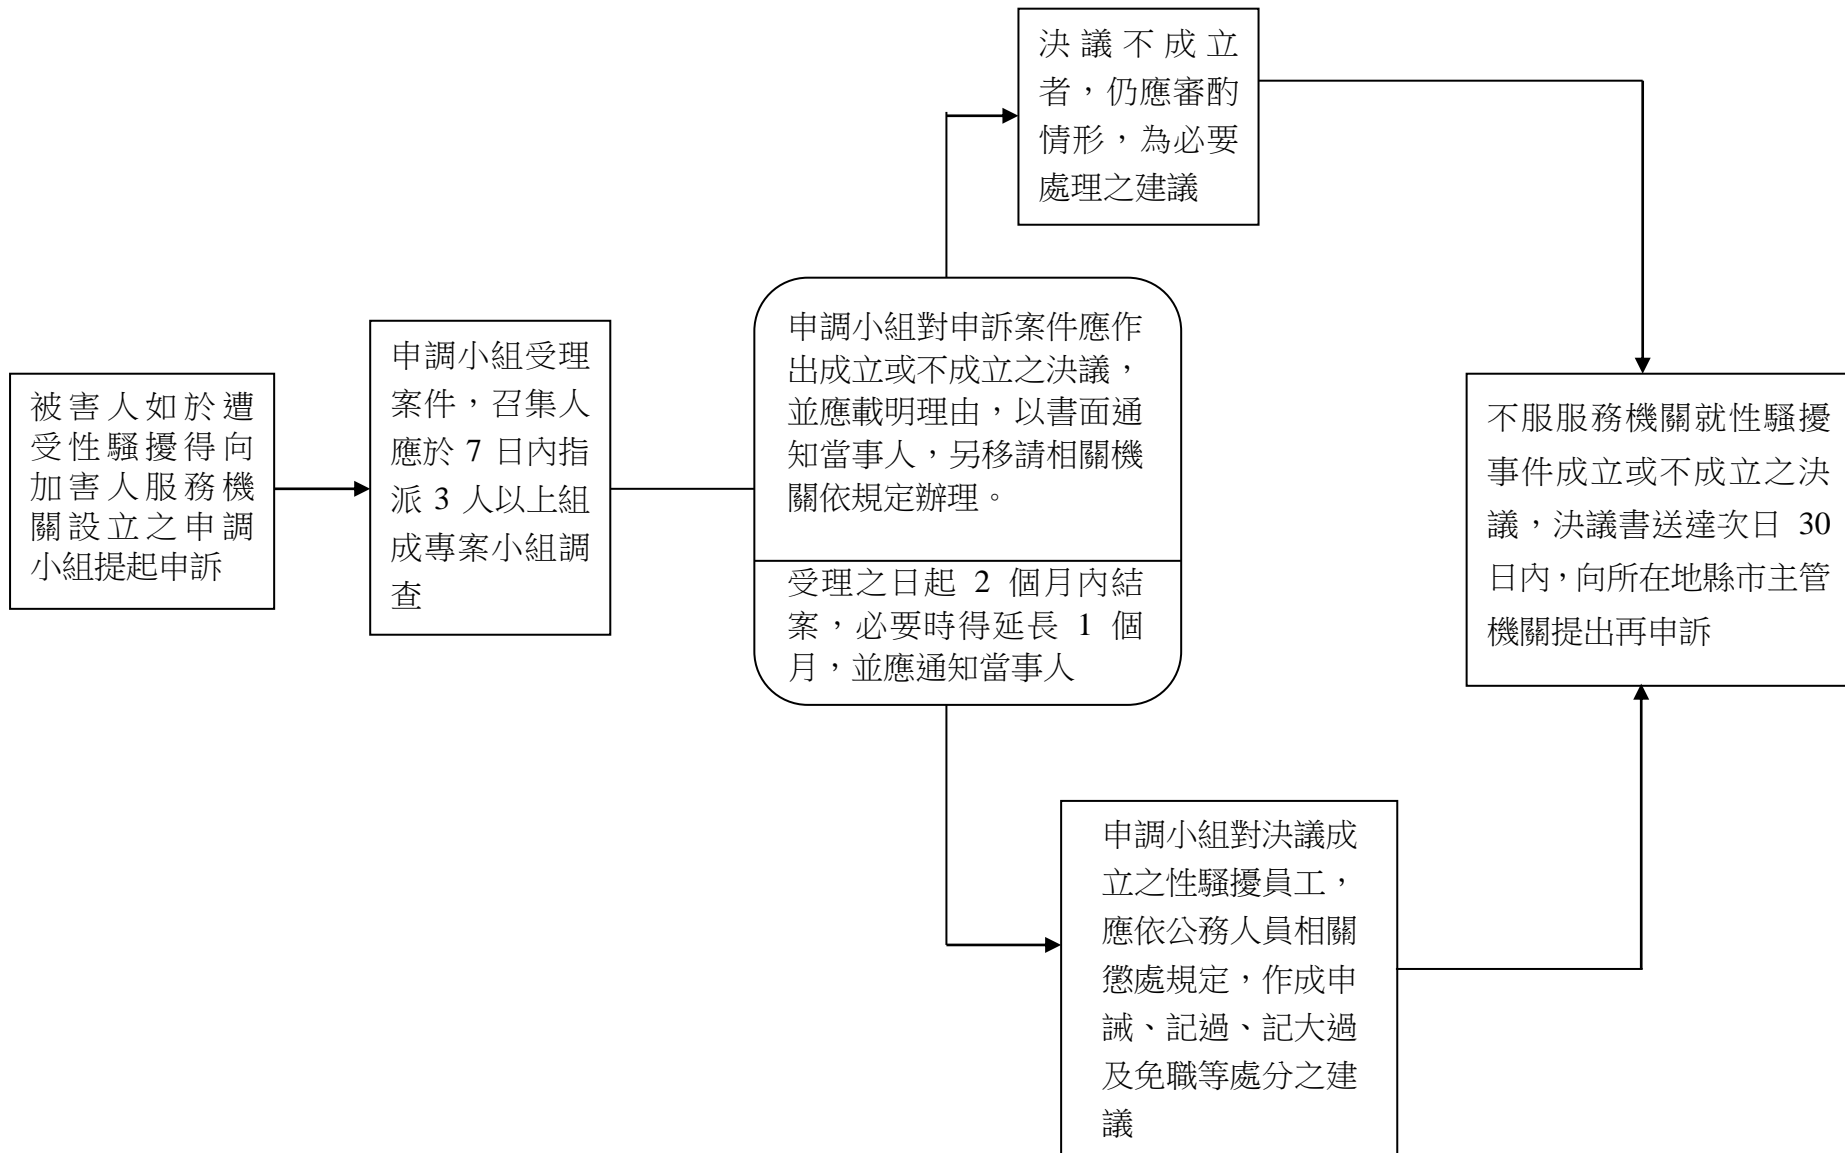 被害人如於遭
受性騷擾得向
加害人服務機
關設立之申調
小組提起申訴
申調小組受理
案件，召集人
應於 7 日內指
派 3 人以上組
成專案小組調
查
申調小組對申訴案件應作
出成立或不成立之決議，
並應載明理由，以書面通
知當事人，另移請相關機
關依規定辦理。
受理之日起 2 個月內結
案，必要時得延長 1 個
月，並應通知當事人
決議不成立
者，仍應審酌
情形，為必要
處理之建議
申調小組對決議成
立之性騷擾員工，
應依公務人員相關
懲處規定，作成申
誡、記過、記大過
及免職等處分之建
議
不服服務機關就性騷擾
事件成立或不成立之決
議，決議書送達次日 30
日內，向所在地縣市主管
機關提出再申訴